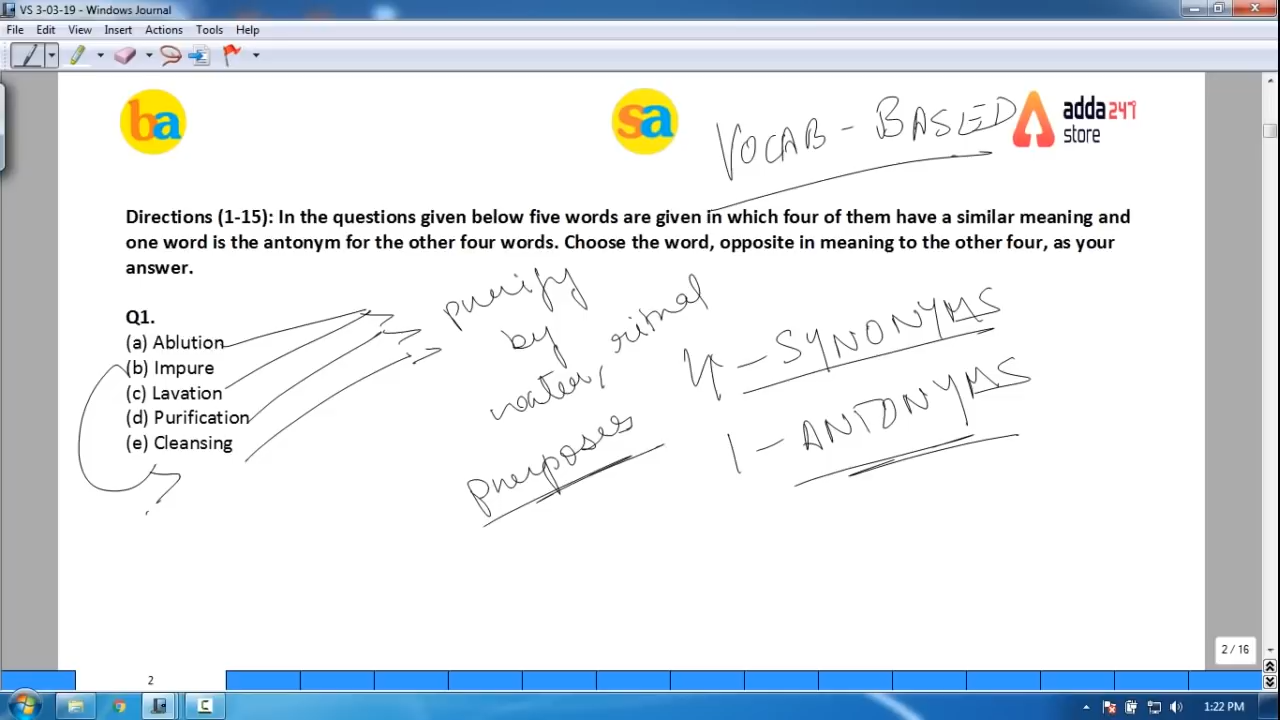 VS 3-03-19 - Windows Journal
File Edit View Insert Actions Tools Help
ba
sa
adda247
store
VOCAB - BASED
Directions (1-15): In the questions given below five words are given in which four of them have a similar meaning and
one word is the antonym for the other four words. Choose the word, opposite in meaning to the other four, as your
answer.
Q1.
(a) Ablution
(b) Impure
(c) Lavation
(d) Purification
(e) Cleansing
?
purify
by
water, ritual
purposes
4 - SYNONYMS
1 - ANTONYMS
2 / 16
2
1:22 PM